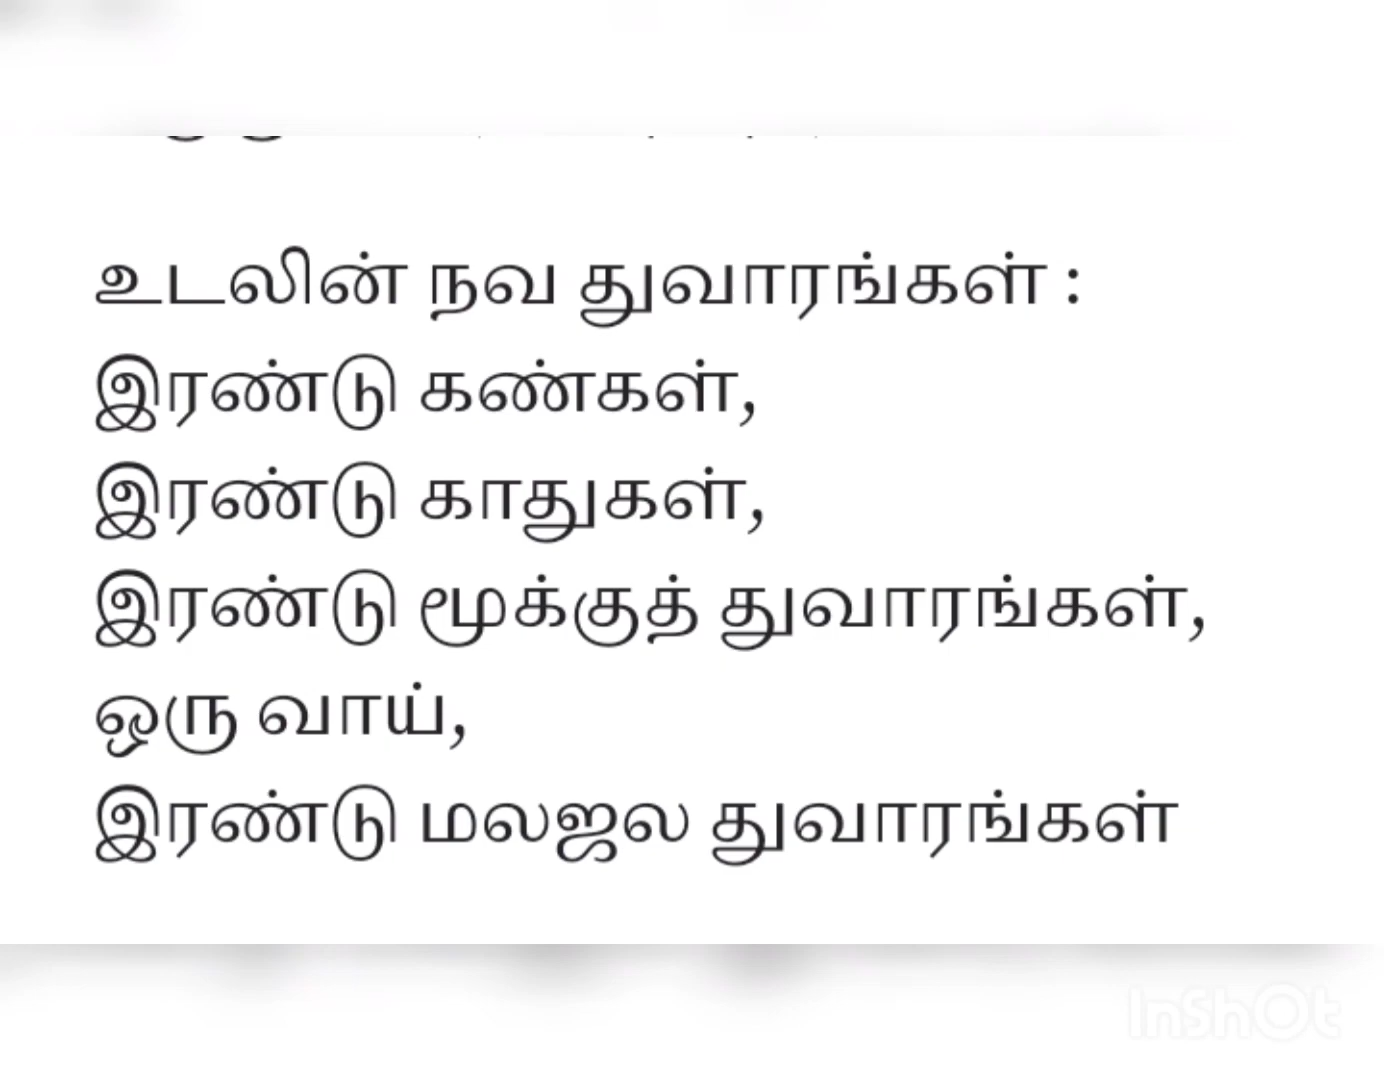 உடலின் நவ துவாரங்கள் :
இரண்டு கண்கள்,
இரண்டு காதுகள்,
இரண்டு மூக்குத் துவாரங்கள்,
ஒரு வாய்,
இரண்டு மலஜல துவாரங்கள்
InShOt